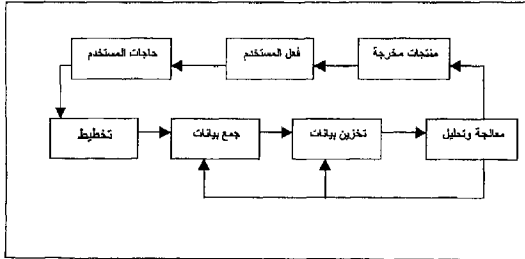 منتجات مخرجة
فعل المستخدم
حاجات المستخدم
تخطيط
جمع بيانات
تخزين بيانات
معالجة وتحليل